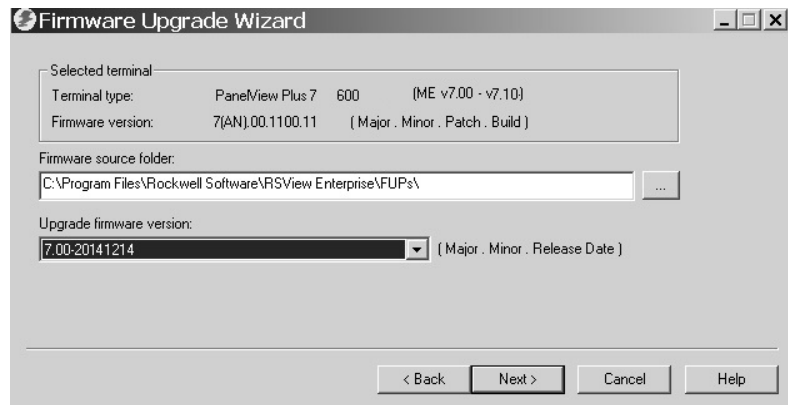 Firmware Upgrade Wizard
Selected terminal
Terminal type: PanelView Plus 7 600 (ME v7.00 - v7.10)
Firmware version: 7(AN).00.1100.11 ( Major . Minor . Patch . Build )
Firmware source folder:
C:\Program Files\Rockwell Software\RSView Enterprise\FUPs\
...
Upgrade firmware version:
7.00-20141214 ( Major . Minor . Release Date )
< Back Next > Cancel Help